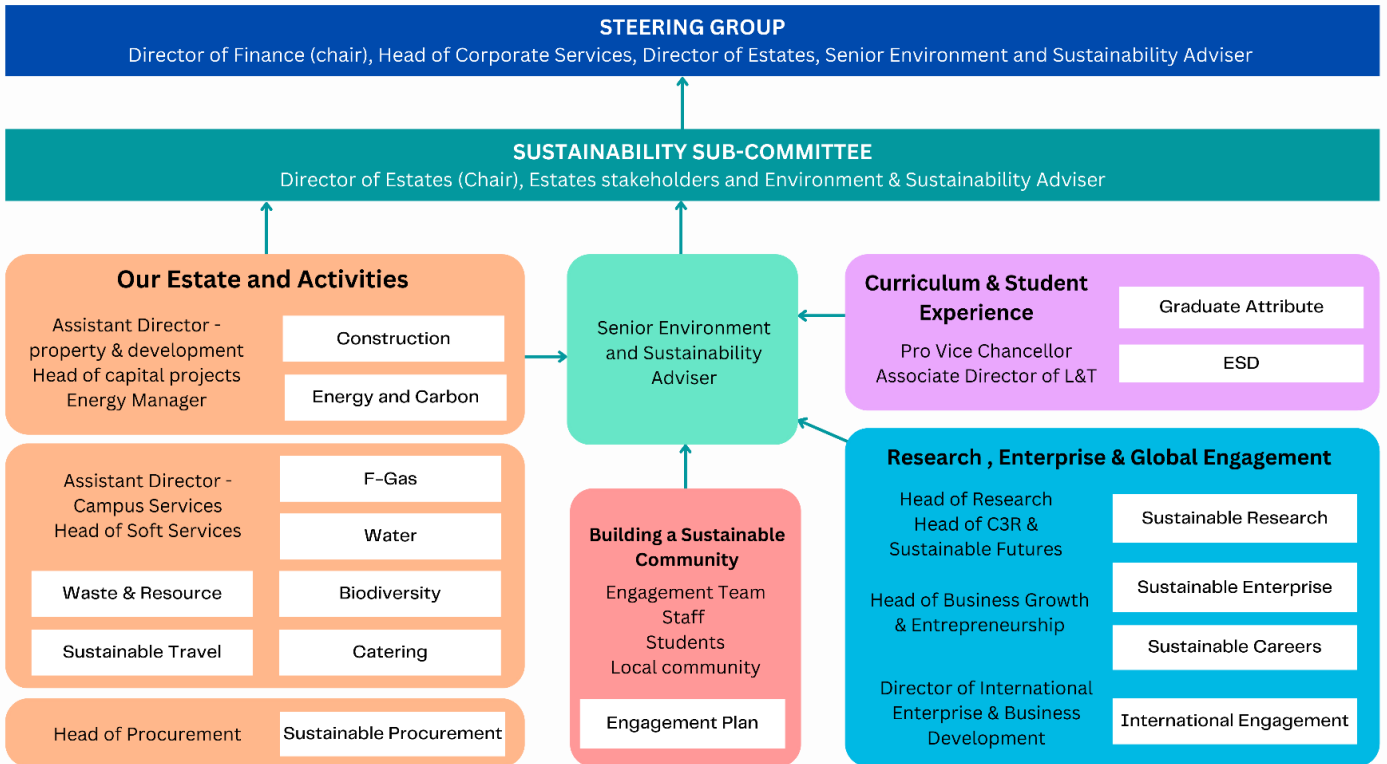 STEERING GROUP
Director of Finance (chair), Head of Corporate Services, Director of Estates, Senior Environment and Sustainability Adviser
SUSTAINABILITY SUB-COMMITTEE
Director of Estates (Chair), Estates stakeholders and Environment & Sustainability Adviser
Our Estate and Activities
Assistant Director -
property & development
Head of capital projects
Energy Manager
Construction
Energy and Carbon
Assistant Director -
Campus Services
Head of Soft Services
F-Gas
Water
Waste & Resource
Biodiversity
Sustainable Travel
Catering
Head of Procurement
Sustainable Procurement
Senior Environment
and Sustainability
Adviser
Building a Sustainable
Community
Engagement Team
Staff
Students
Local community
Engagement Plan
Curriculum & Student
Experience
Pro Vice Chancellor
Associate Director of L&T
Graduate Attribute
ESD
Research , Enterprise & Global Engagement
Head of Research
Head of C3R &
Sustainable Futures
Sustainable Research
Head of Business Growth
& Entrepreneurship
Sustainable Enterprise
Sustainable Careers
Director of International
Enterprise & Business
Development
International Engagement